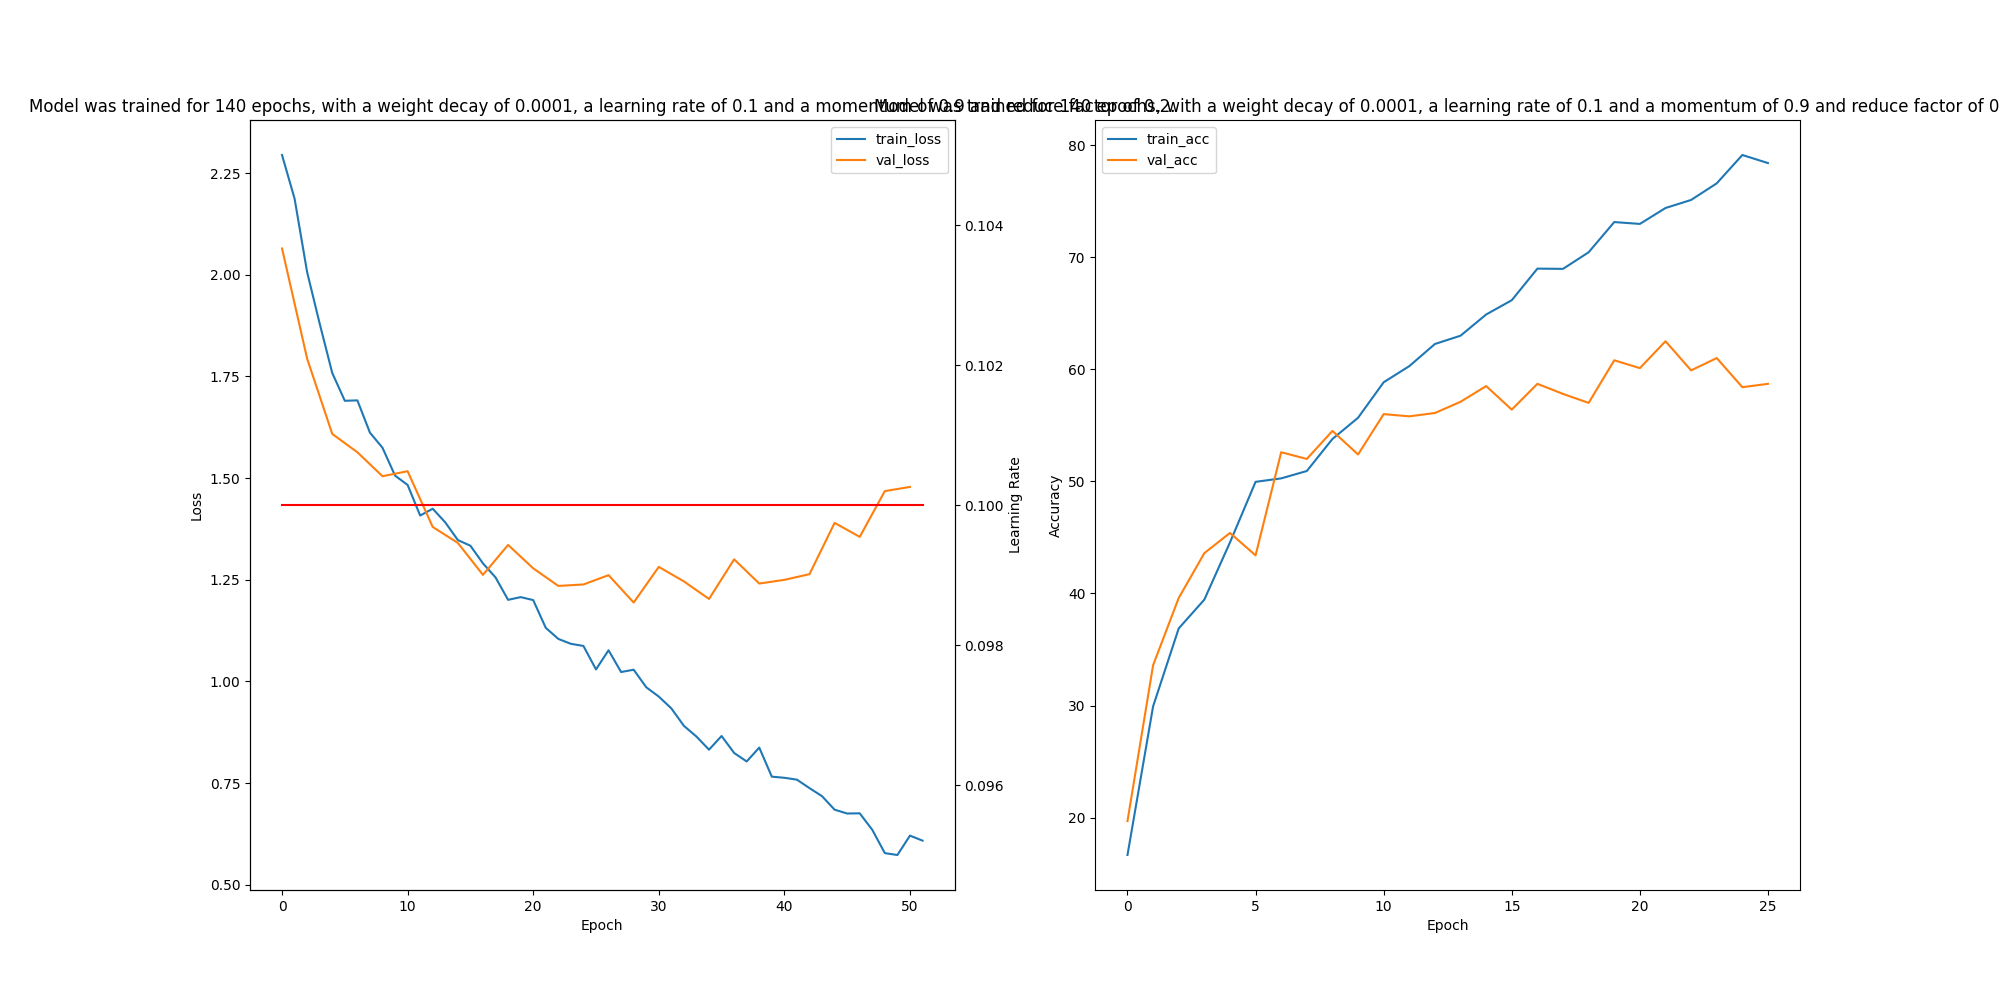 Model was trained for 140 epochs, with a weight decay of 0.0001, a learning rate of 0.1 and a momentum of 0.9 and reduce factor of 0.2.
Model was trained for 140 epochs, with a weight decay of 0.0001, a learning rate of 0.1 and a momentum of 0.9 and reduce factor of 0
train_loss
val_loss
2.25
2.00
1.75
1.50
1.25
1.00
0.75
0.50
Loss
0
10
20
30
40
50
Epoch
0.104
0.102
0.100
0.098
0.096
Learning Rate
train_acc
val_acc
80
70
60
50
40
30
20
Accuracy
0
5
10
15
20
25
Epoch